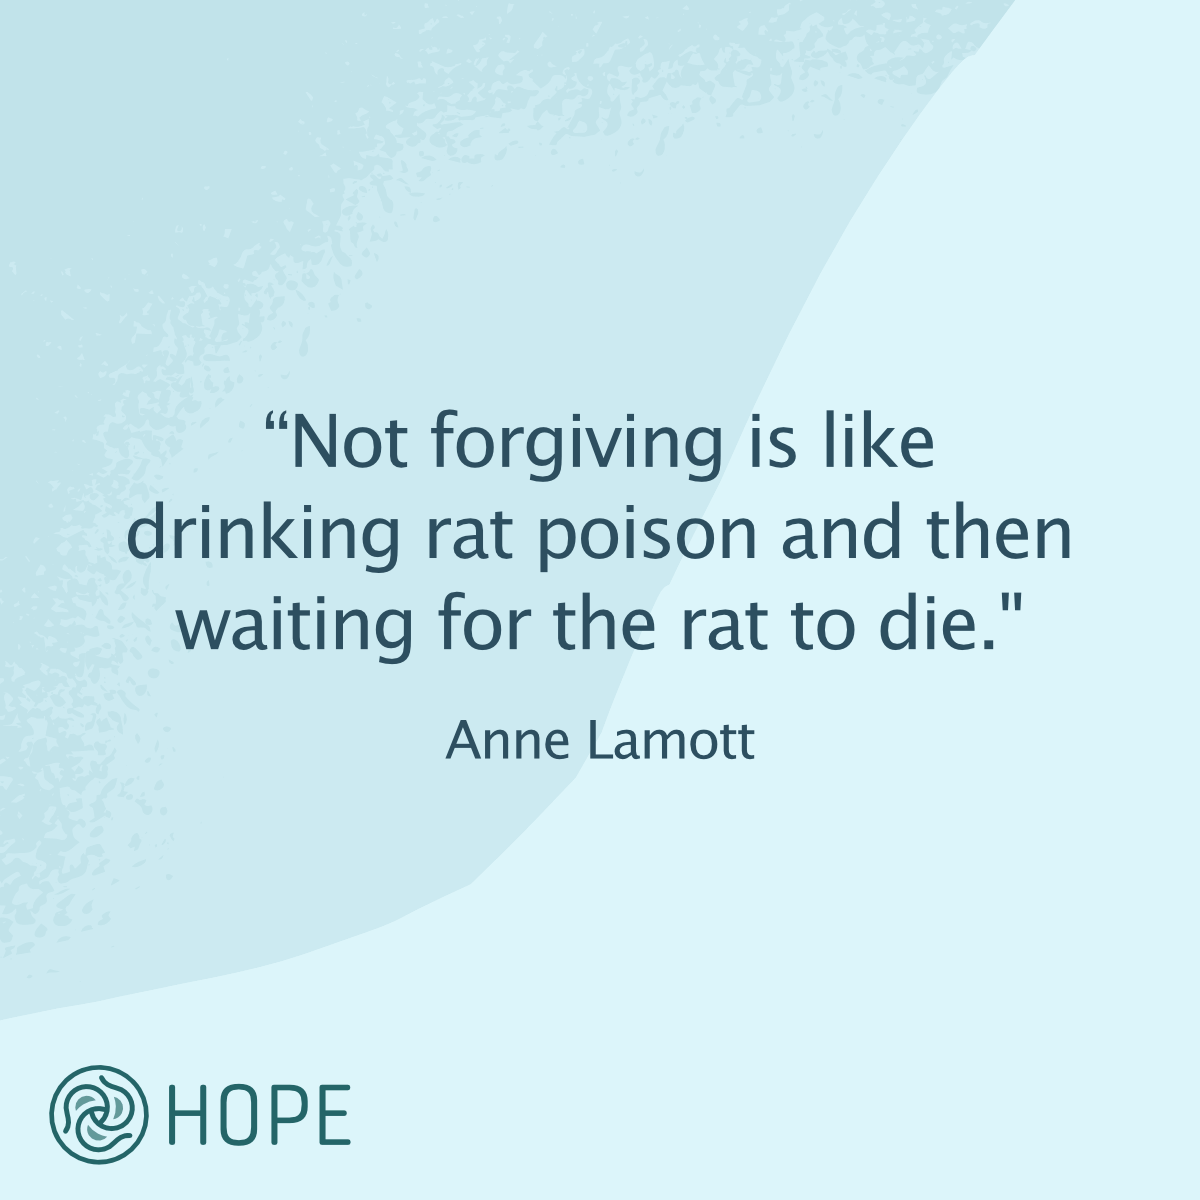 “Not forgiving is like
drinking rat poison and then
waiting for the rat to die."
Anne Lamott
HOPE